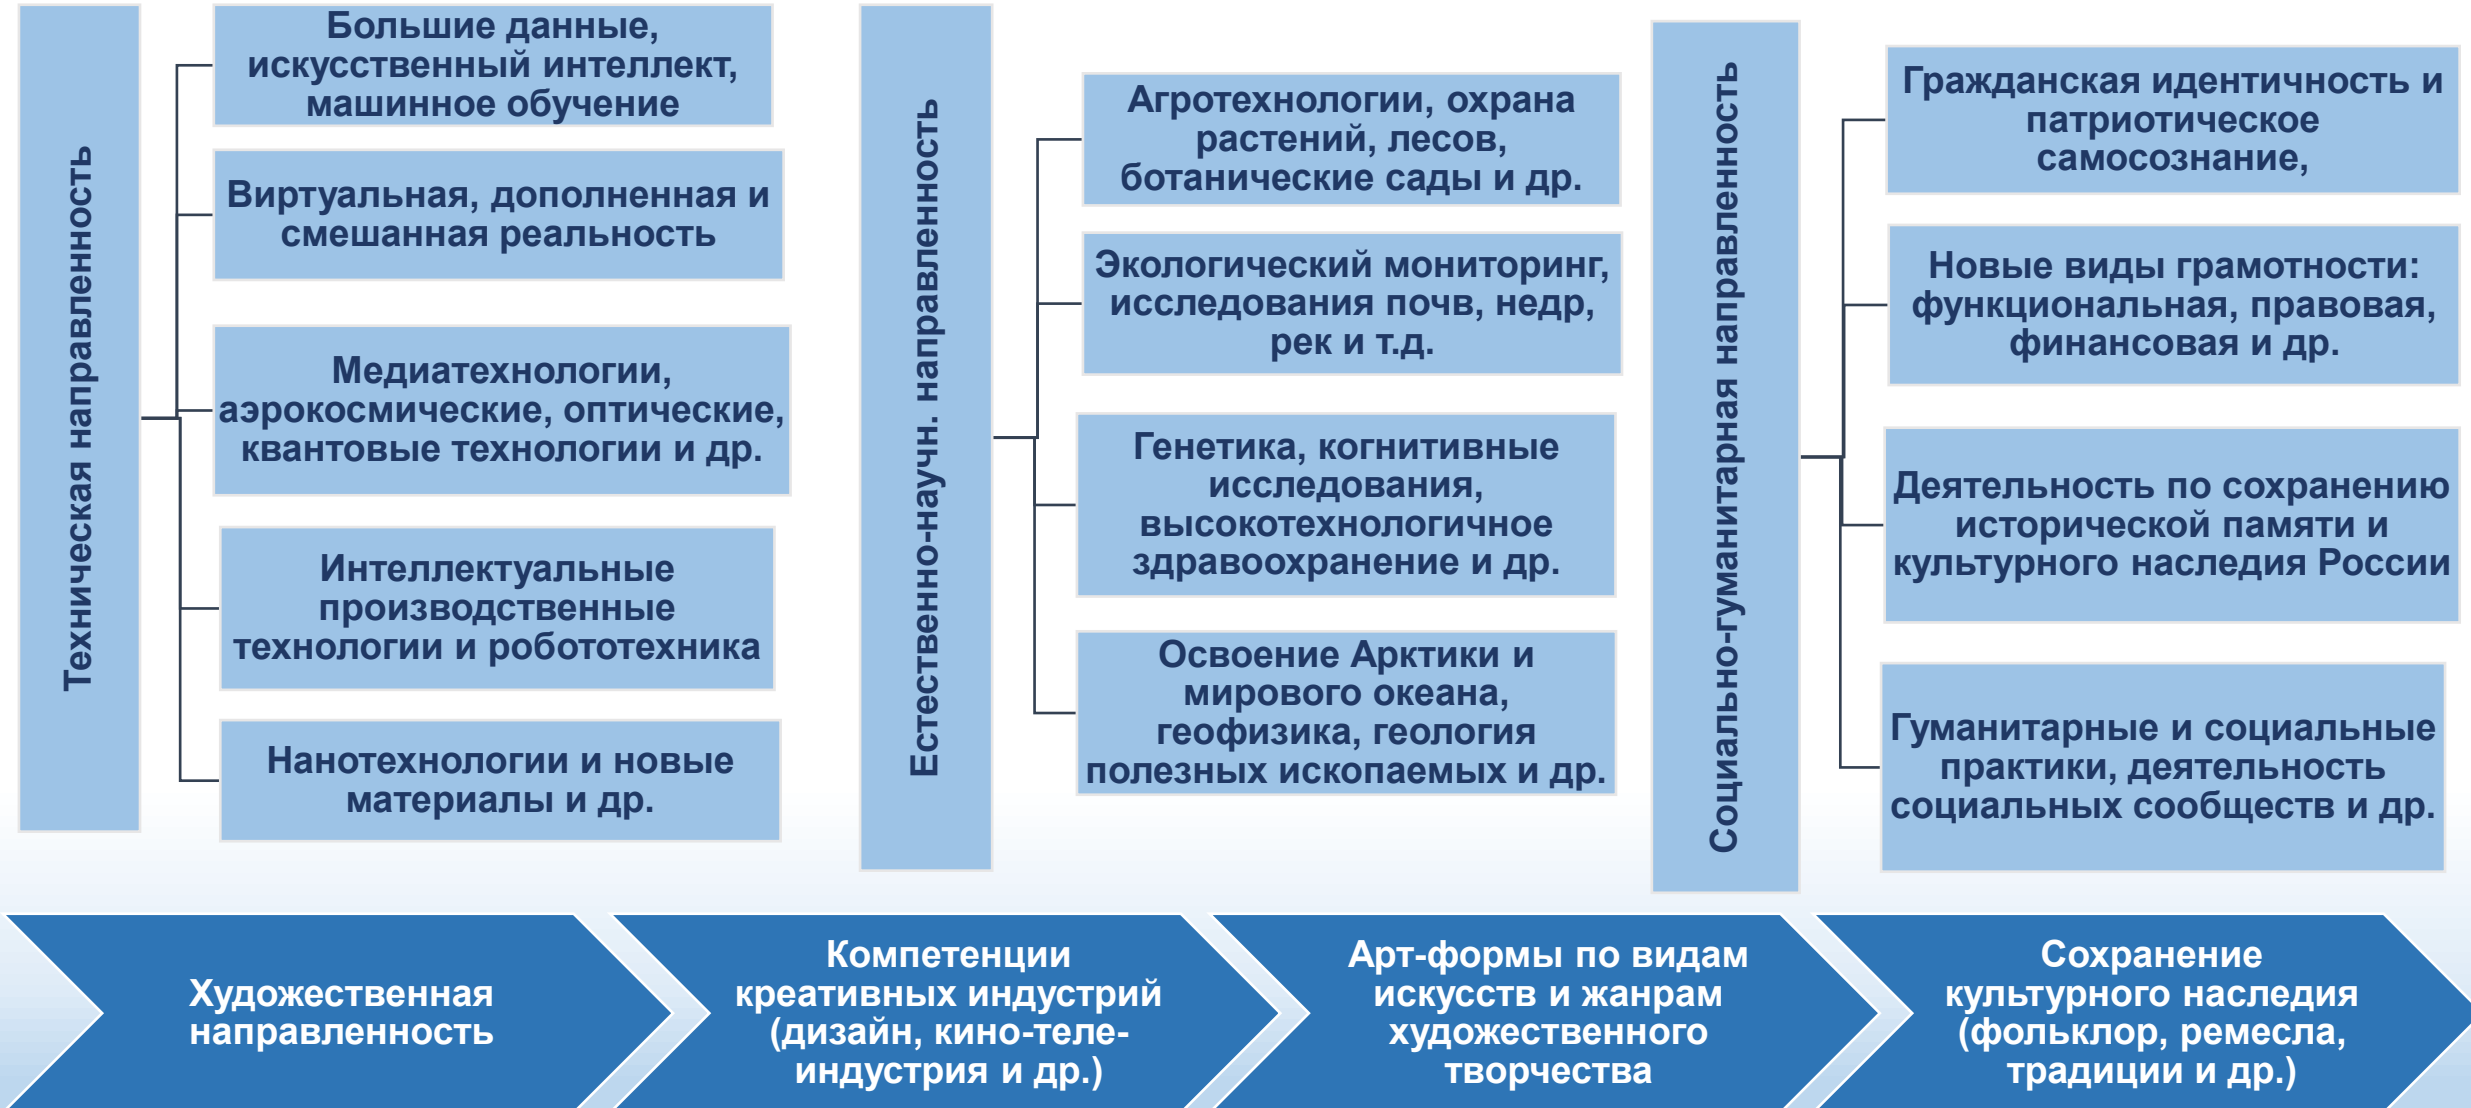 Техническая направленность
Большие данные,
искусственный интеллект,
машинное обучение
Виртуальная, дополненная и
смешанная реальность
Медиатехнологии,
аэрокосмические, оптические,
квантовые технологии и др.
Интеллектуальные
производственные
технологии и робототехника
Нанотехнологии и новые
материалы и др.
Естественно-научн. направленность
Агротехнологии, охрана
растений, лесов,
ботанические сады и др.
Экологический мониторинг,
исследования почв, недр,
рек и т.д.
Генетика, когнитивные
исследования,
высокотехнологичное
здравоохранение и др.
Освоение Арктики и
мирового океана,
геофизика, геология
полезных ископаемых и др.
Социально-гуманитарная направленность
Гражданская идентичность и
патриотическое
самосознание,
Новые виды грамотности:
функциональная, правовая,
финансовая и др.
Деятельность по сохранению
исторической памяти и
культурного наследия России
Гуманитарные и социальные
практики, деятельность
социальных сообществ и др.
Художественная
направленность
Компетенции
креативных индустрий
(дизайн, кино-теле-
индустрия и др.)
Арт-формы по видам
искусств и жанрам
художественного
творчества
Сохранение
культурного наследия
(фольклор, ремесла,
традиции и др.)